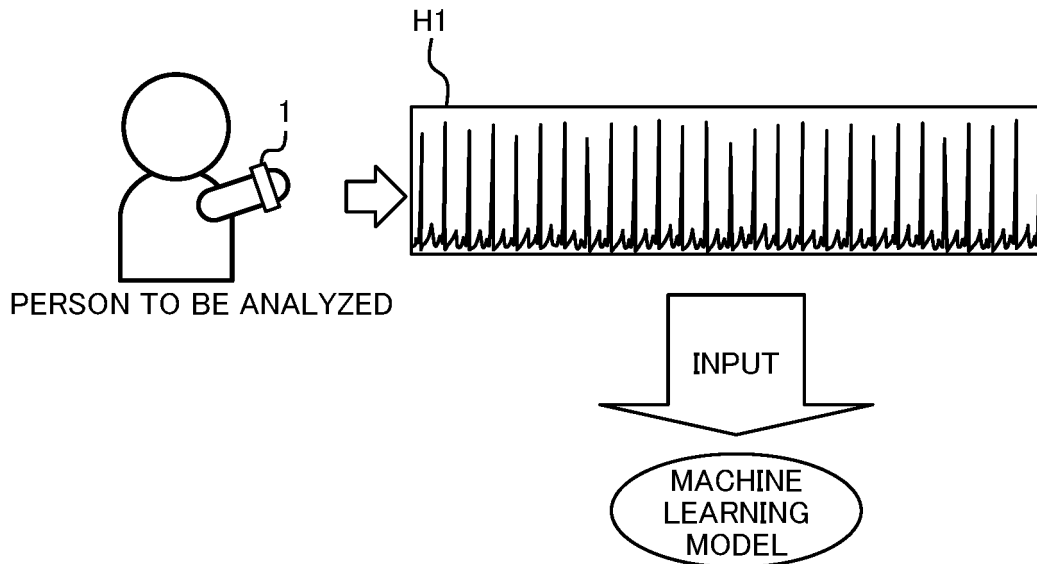 H1
1
PERSON TO BE ANALYZED
INPUT
MACHINE
LEARNING
MODEL